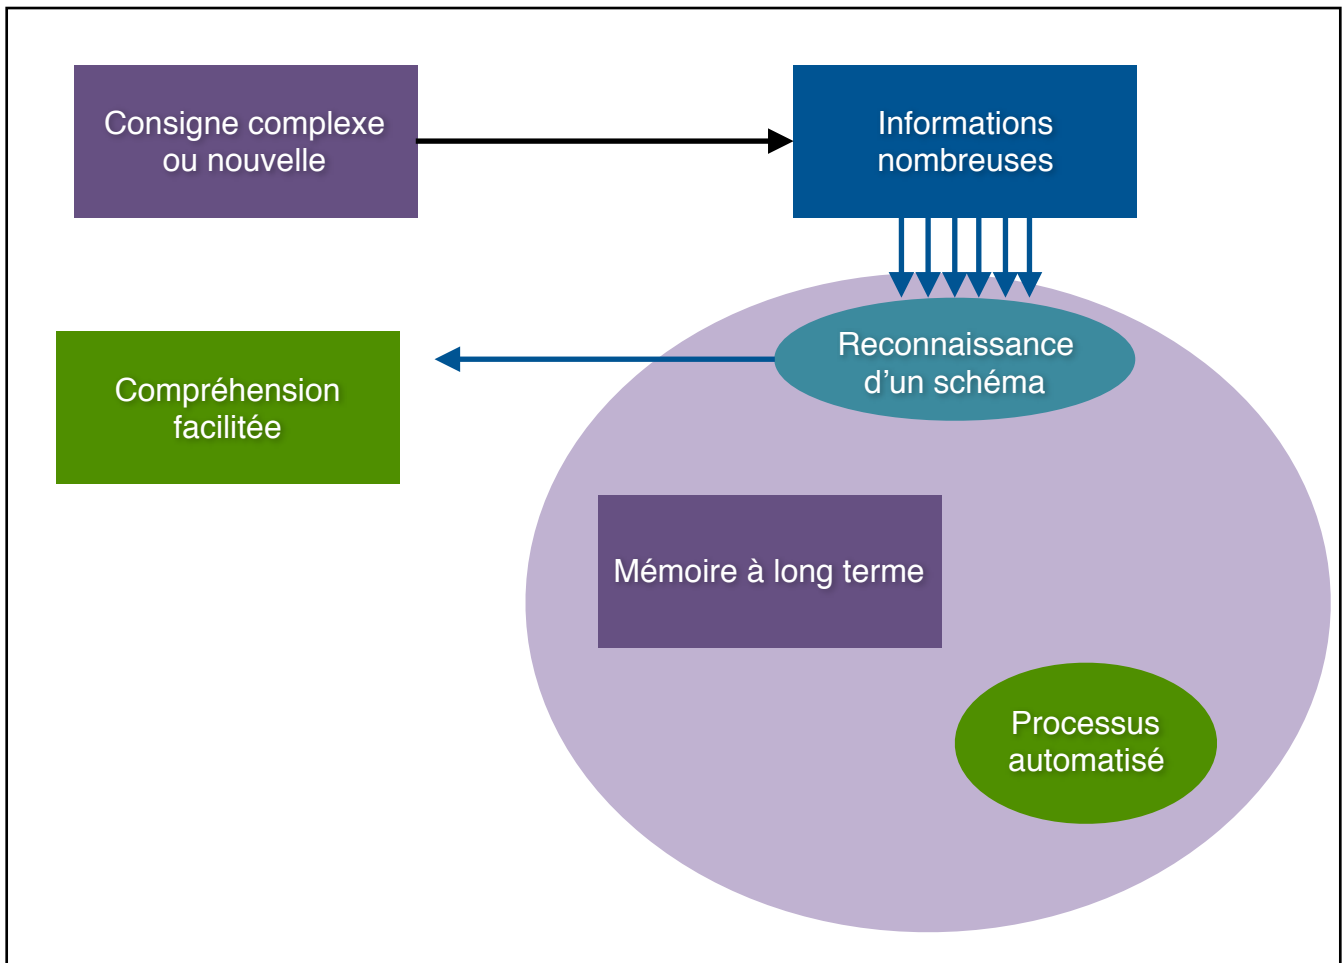 Consigne complexe
ou nouvelle
Informations
nombreuses
Reconnaissance
d’un schéma
Compréhension
facilitée
Mémoire à long terme
Processus
automatisé